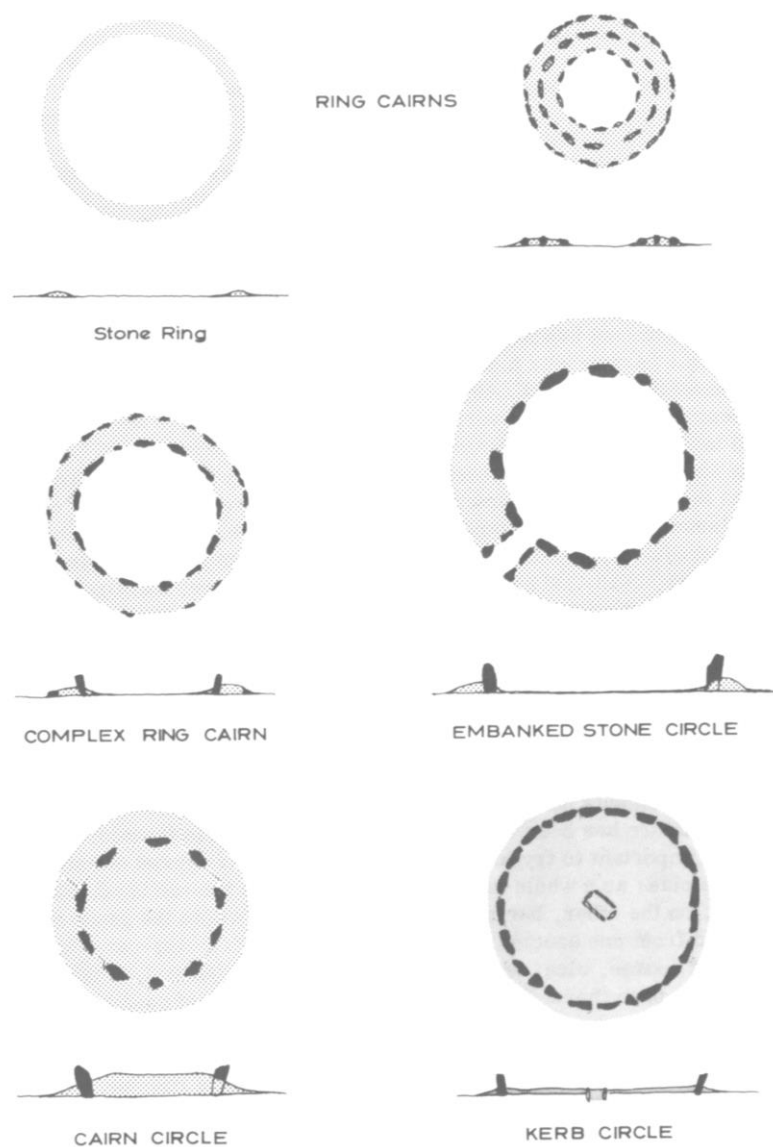 RING CAIRNS
Stone Ring
COMPLEX RING CAIRN
EMBANKED STONE CIRCLE
CAIRN CIRCLE
KERB CIRCLE